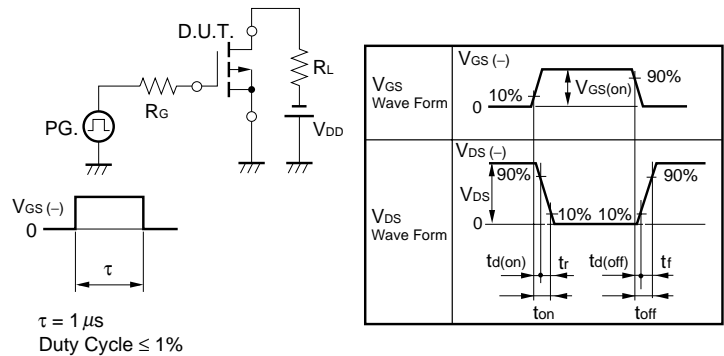 D.U.T.
RL
RG
PG.
VDD
VGS (−)
0
τ
τ = 1 μs
Duty Cycle ≤ 1%
VGS
Wave Form
VGS (−)
10%
0
VGS(on)
90%
VDS
Wave Form
VDS (−)
90%
VDS
0
10% 10%
90%
td(on) tr td(off) tf
ton toff